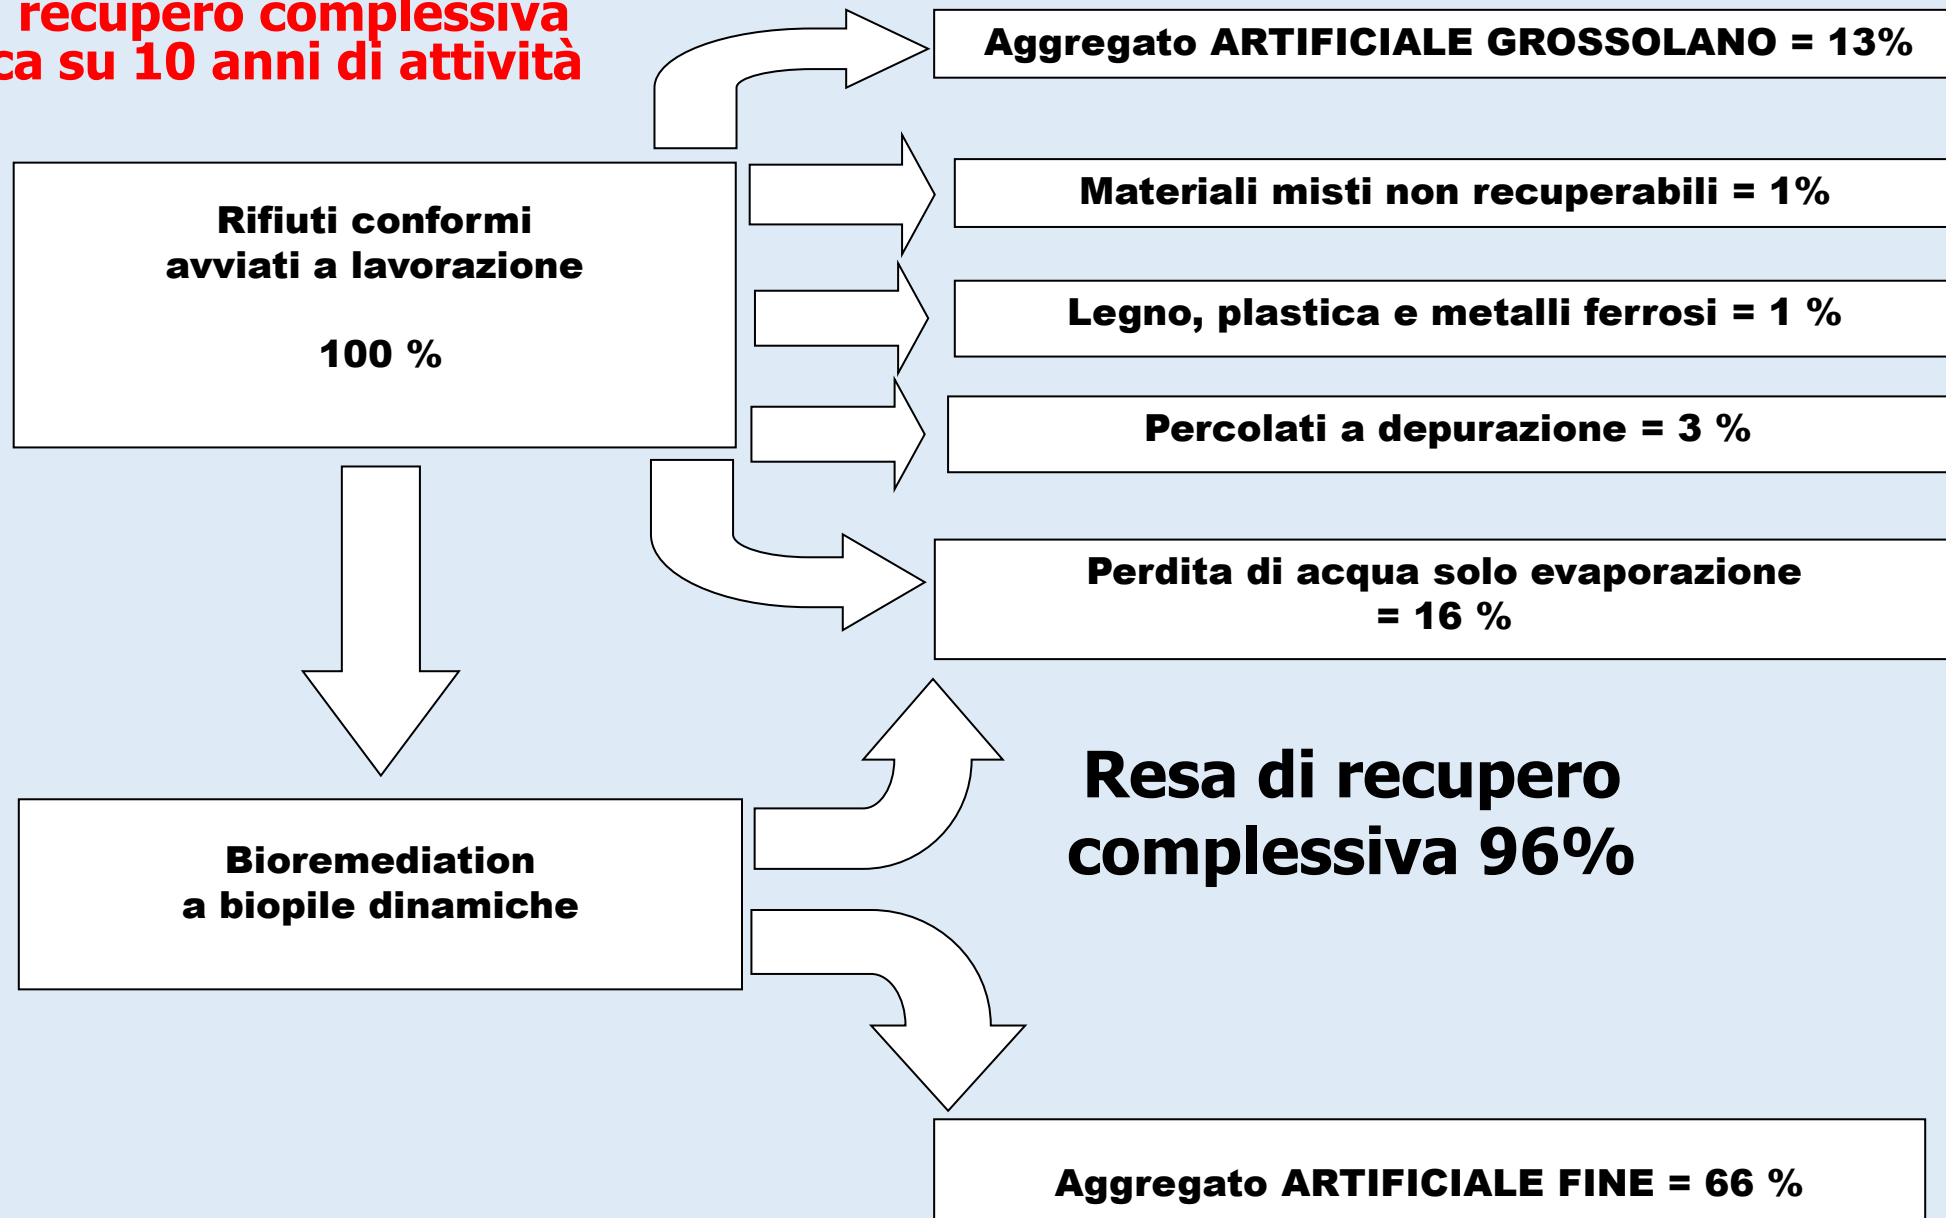 recupero complessiva
ca su 10 anni di attività
Aggregato ARTIFICIALE GROSSOLANO = 13%
Rifiuti conformi
avviati a lavorazione
100 %
Materiali misti non recuperabili = 1%
Legno, plastica e metalli ferrosi = 1 %
Percolati a depurazione = 3 %
Perdita di acqua solo evaporazione
= 16 %
Resa di recupero
complessiva 96%
Bioremediation
a biopile dinamiche
Aggregato ARTIFICIALE FINE = 66 %